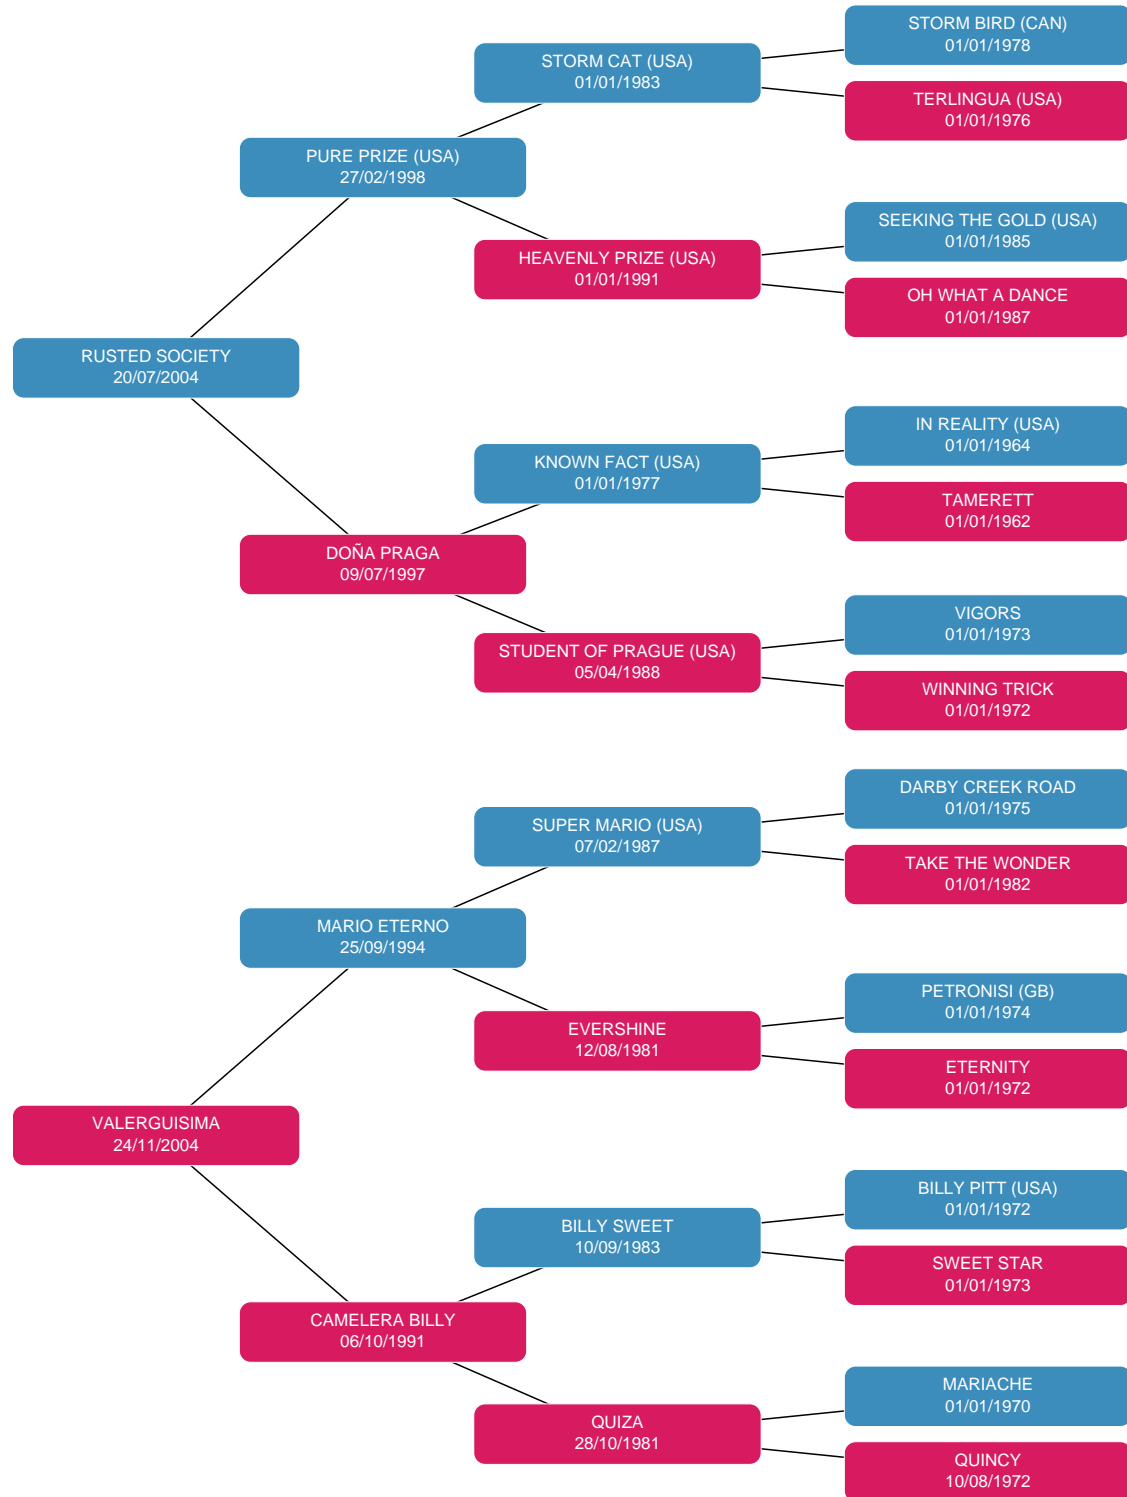 STORM BIRD (CAN)
01/01/1978
STORM CAT (USA)
01/01/1983
TERLINGUA (USA)
01/01/1976
PURE PRIZE (USA)
27/02/1998
SEEKING THE GOLD (USA)
01/01/1985
HEAVENLY PRIZE (USA)
01/01/1991
OH WHAT A DANCE
01/01/1987
RUSTED SOCIETY
20/07/2004
IN REALITY (USA)
01/01/1964
KNOWN FACT (USA)
01/01/1977
TAMERETT
01/01/1962
DOÑA PRAGA
09/07/1997
VIGORS
01/01/1973
STUDENT OF PRAGUE (USA)
05/04/1988
WINNING TRICK
01/01/1972
DARBY CREEK ROAD
01/01/1975
SUPER MARIO (USA)
07/02/1987
TAKE THE WONDER
01/01/1982
MARIO ETERNO
25/09/1994
PETRONISI (GB)
01/01/1974
EVERSHINE
12/08/1981
ETERNITY
01/01/1972
VALERGUISIMA
24/11/2004
BILLY PITT (USA)
01/01/1972
BILLY SWEET
10/09/1983
SWEET STAR
01/01/1973
CAMELERA BILLY
06/10/1991
MARIACHE
01/01/1970
QUIZA
28/10/1981
QUINCY
10/08/1972